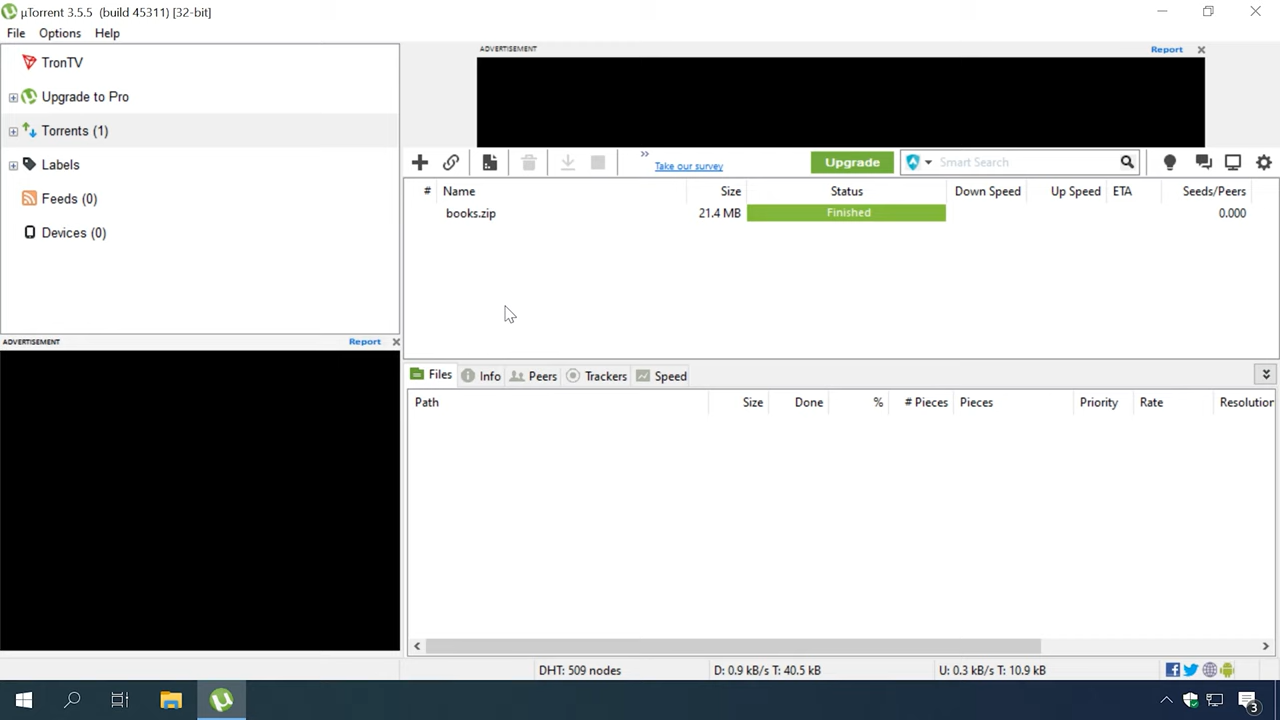 µTorrent 3.5.5 (build 45311) [32-bit]
File Options Help
TronTV
Upgrade to Pro
Torrents (1)
Labels
Feeds (0)
Devices (0)
ADVERTISEMENT Report
ADVERTISEMENT Report
Take our survey
Upgrade
Smart Search
# Name Size Status Down Speed Up Speed ETA Seeds/Peers
books.zip 21.4 MB Finished 0.000
Files Info Peers Trackers Speed
Path Size Done % # Pieces Pieces Priority Rate Resolution
DHT: 509 nodes D: 0.9 kB/s T: 40.5 kB U: 0.3 kB/s T: 10.9 kB
3